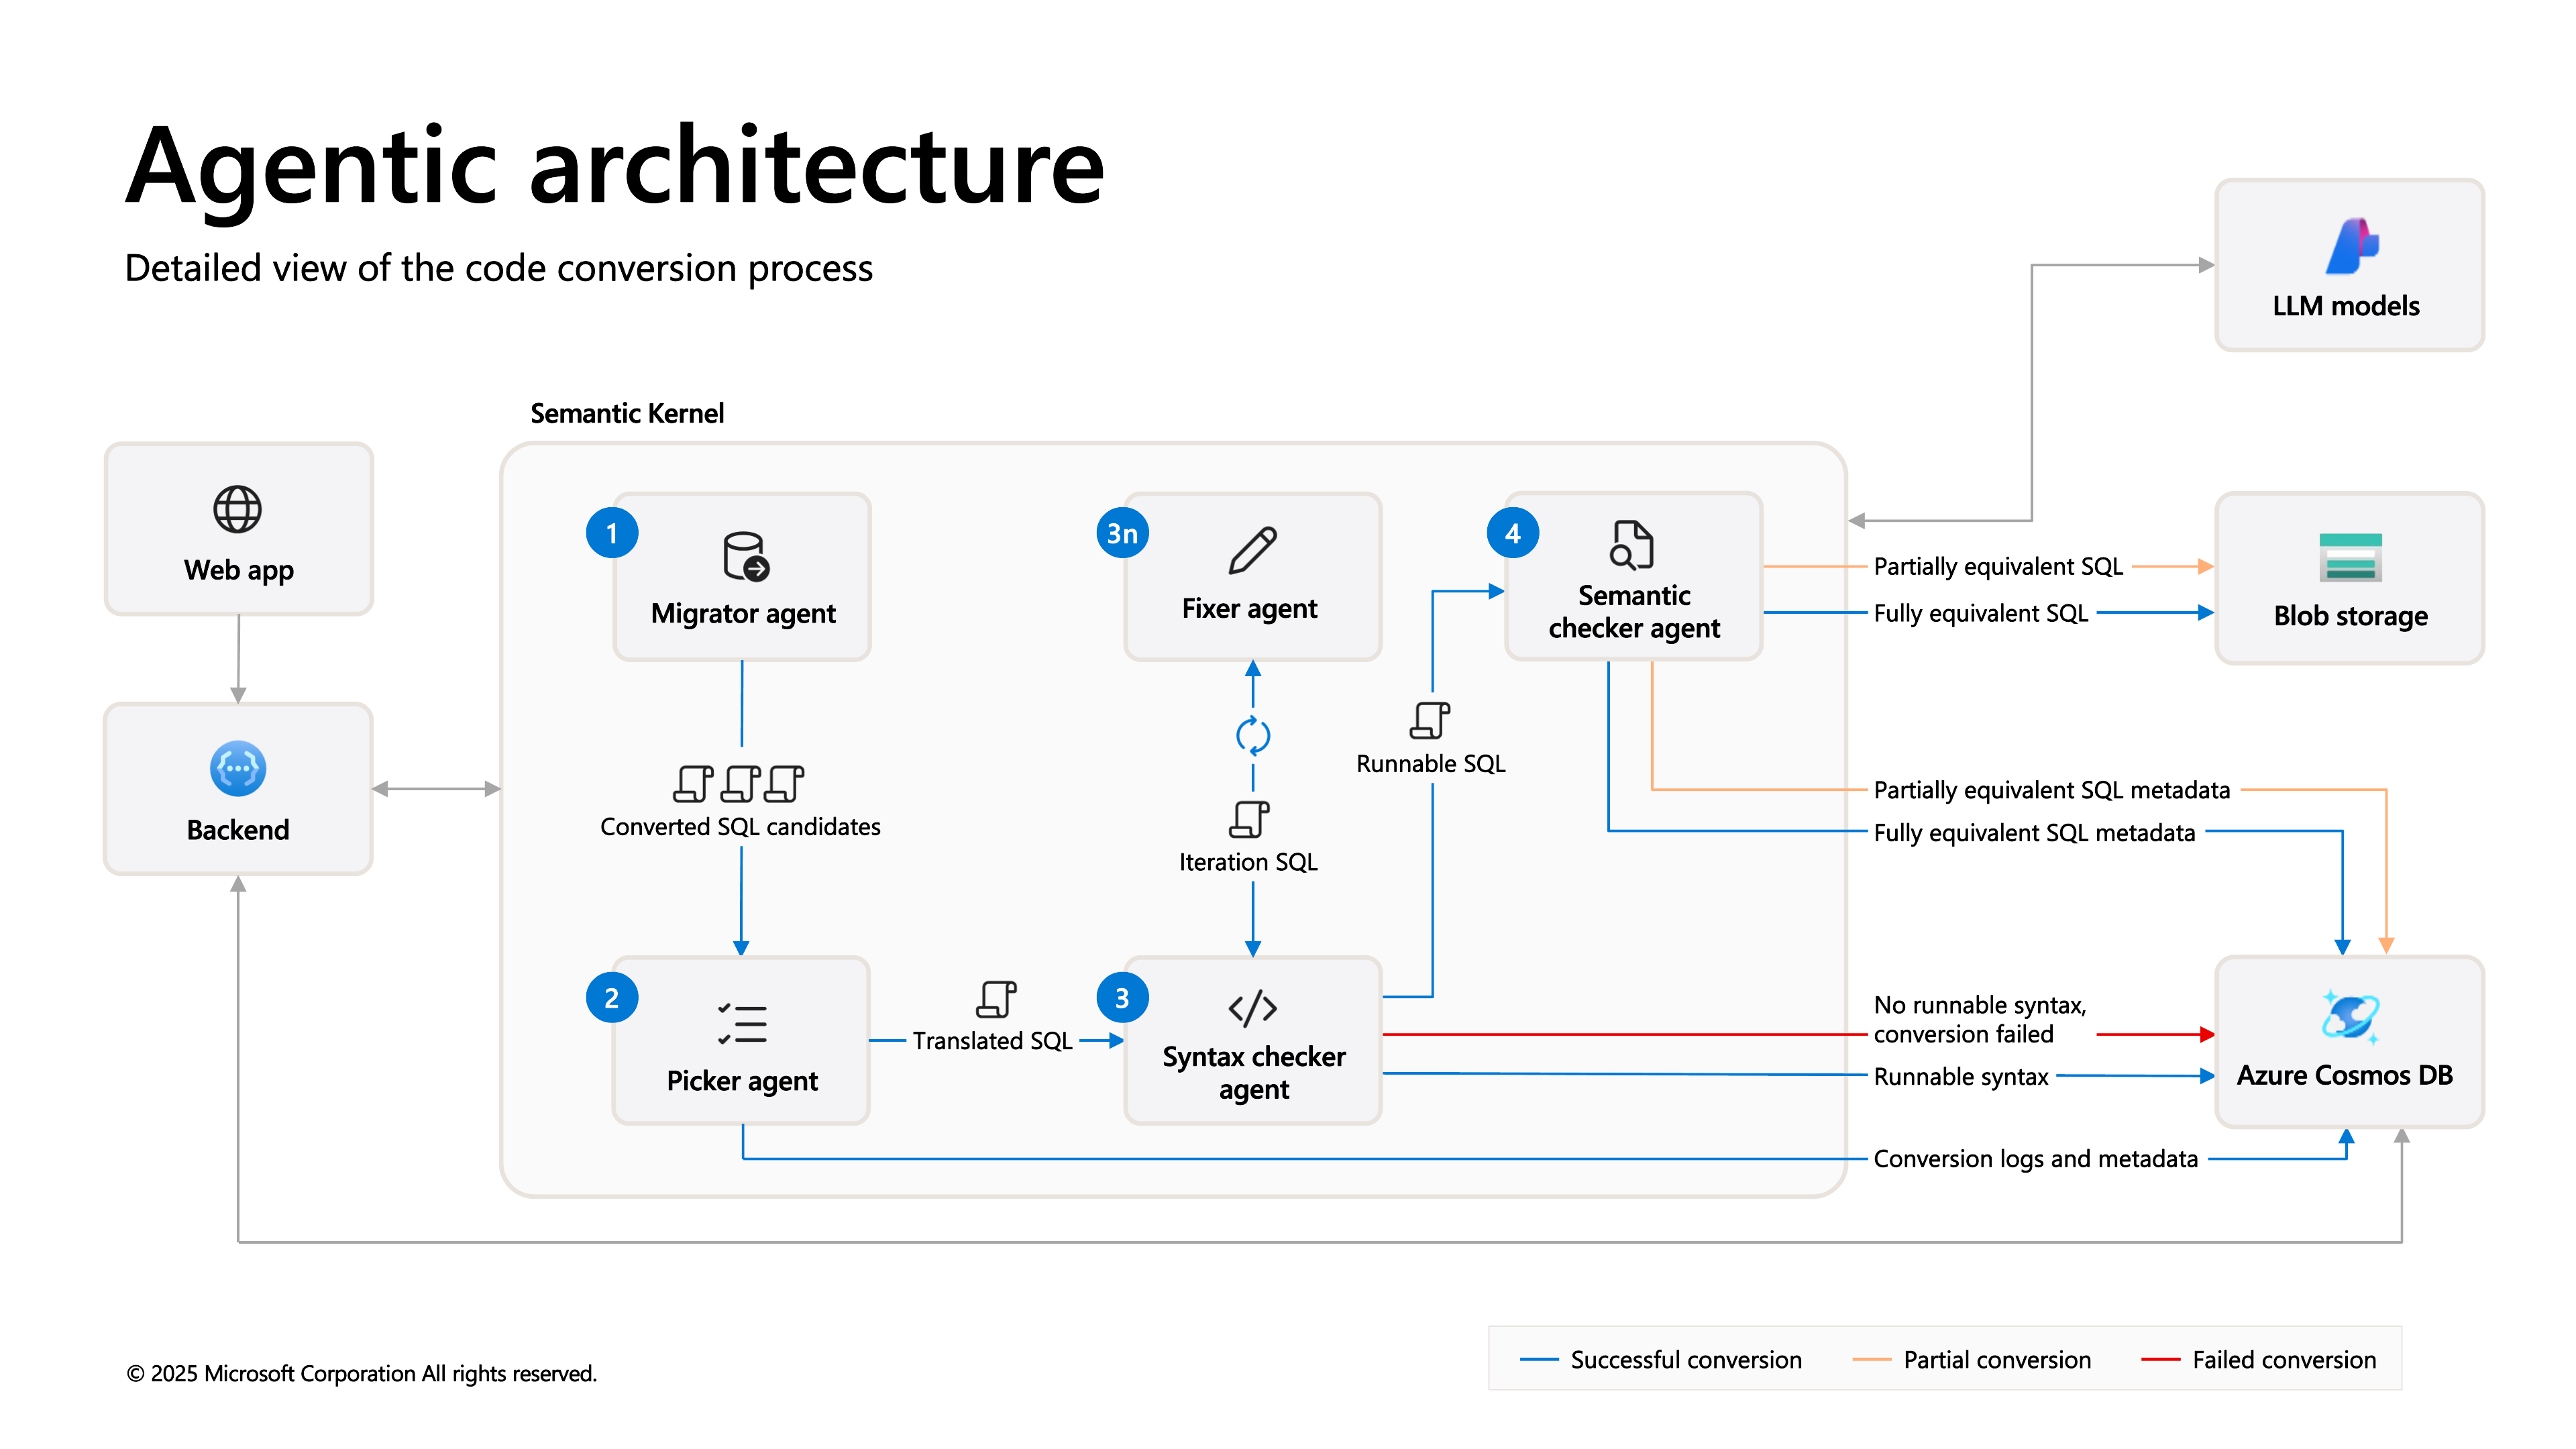 Agentic architecture
Detailed view of the code conversion process
LLM models
Semantic Kernel
Web app
1
Migrator agent
3n
Fixer agent
4
Semantic
checker agent
Partially equivalent SQL
Fully equivalent SQL
Blob storage
Backend
Converted SQL candidates
Iteration SQL
Runnable SQL
Partially equivalent SQL metadata
Fully equivalent SQL metadata
2
Picker agent
Translated SQL
3
Syntax checker
agent
No runnable syntax,
conversion failed
Runnable syntax
Azure Cosmos DB
Conversion logs and metadata
© 2025 Microsoft Corporation All rights reserved.
Successful conversion
Partial conversion
Failed conversion